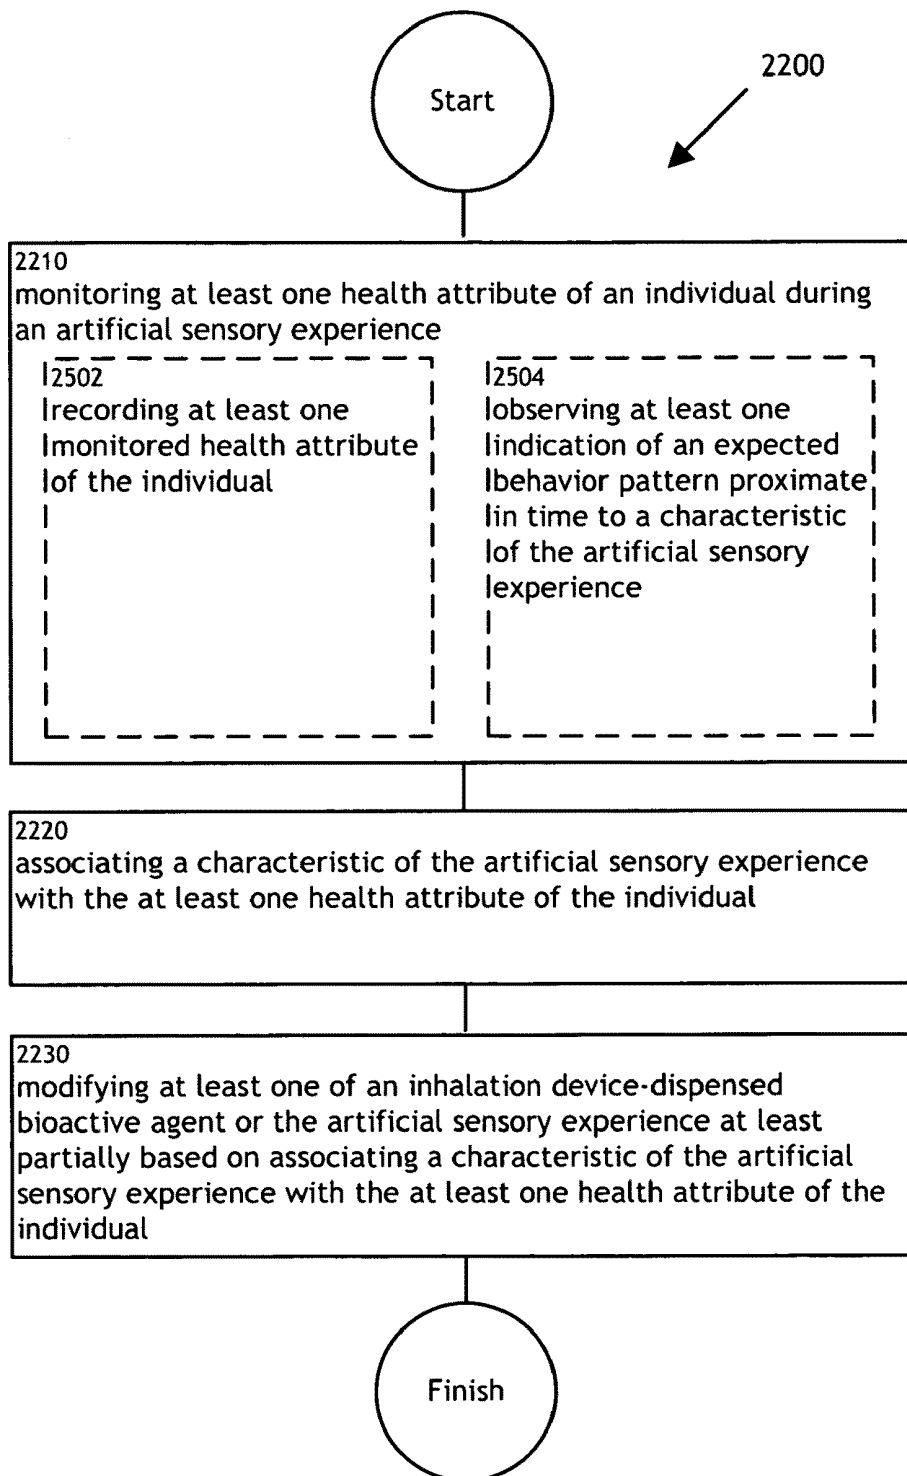 Start
2200
2210
monitoring at least one health attribute of an individual during
an artificial sensory experience
2502
recording at least one
monitored health attribute
of the individual
2504
observing at least one
indication of an expected
behavior pattern proximate
in time to a characteristic
of the artificial sensory
experience
2220
associating a characteristic of the artificial sensory experience
with the at least one health attribute of the individual
2230
modifying at least one of an inhalation device-dispensed
bioactive agent or the artificial sensory experience at least
partially based on associating a characteristic of the artificial
sensory experience with the at least one health attribute of the
individual
Finish